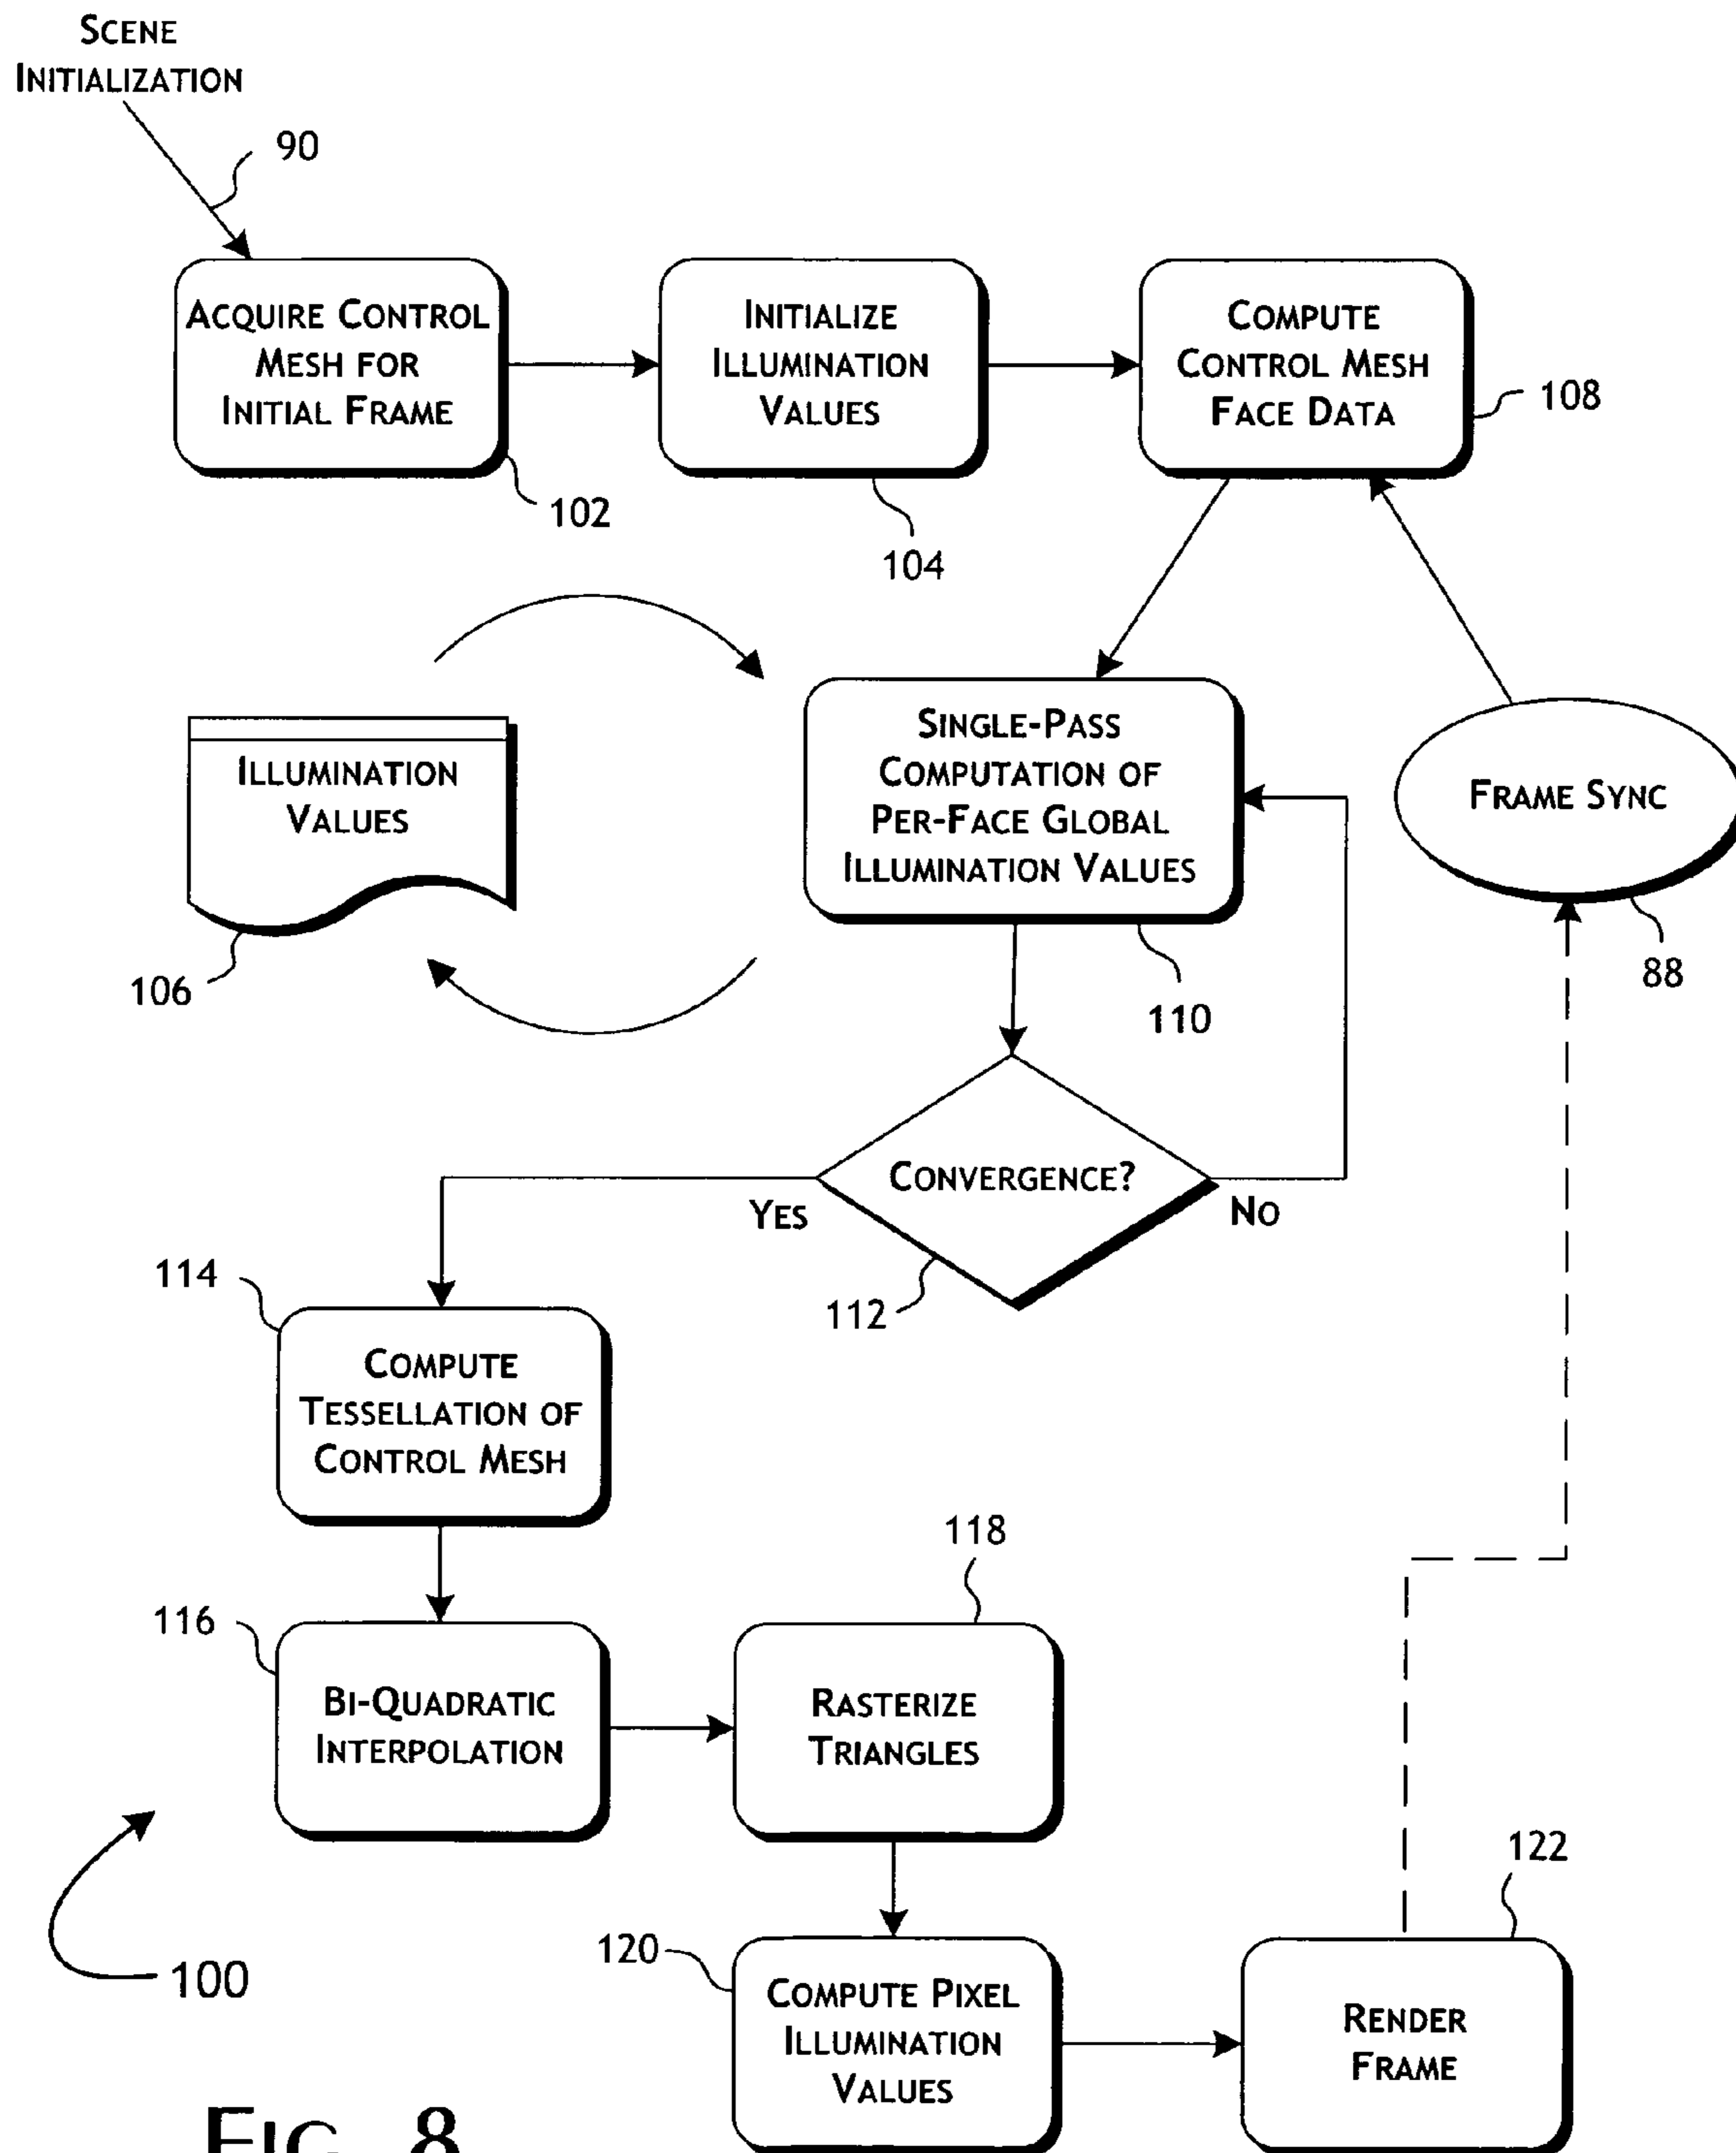 SCENE
INITIALIZATION
90
ACQUIRE CONTROL
MESH FOR
INITIAL FRAME
102
INITIALIZE
ILLUMINATION
VALUES
104
COMPUTE
CONTROL MESH
FACE DATA
108
ILLUMINATION
VALUES
106
SINGLE-PASS
COMPUTATION OF
PER-FACE GLOBAL
ILLUMINATION VALUES
110
FRAME SYNC
88
CONVERGENCE?
YES
NO
112
114
COMPUTE
TESSELLATION OF
CONTROL MESH
116
BI-QUADRATIC
INTERPOLATION
118
RASTERIZE
TRIANGLES
120
COMPUTE PIXEL
ILLUMINATION
VALUES
122
RENDER
FRAME
100
FIG. 8